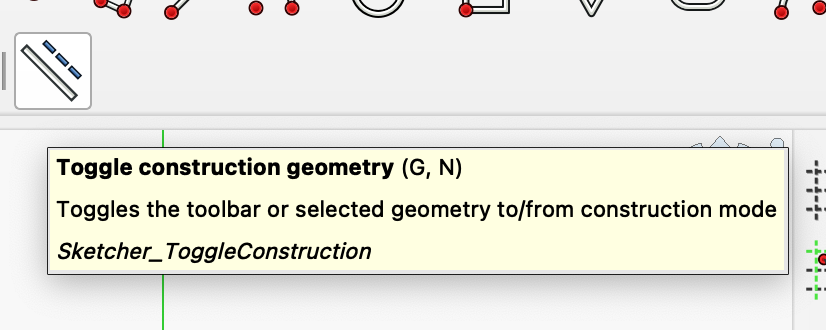 Toggle construction geometry (G, N)
Toggles the toolbar or selected geometry to/from construction mode
Sketcher_ToggleConstruction